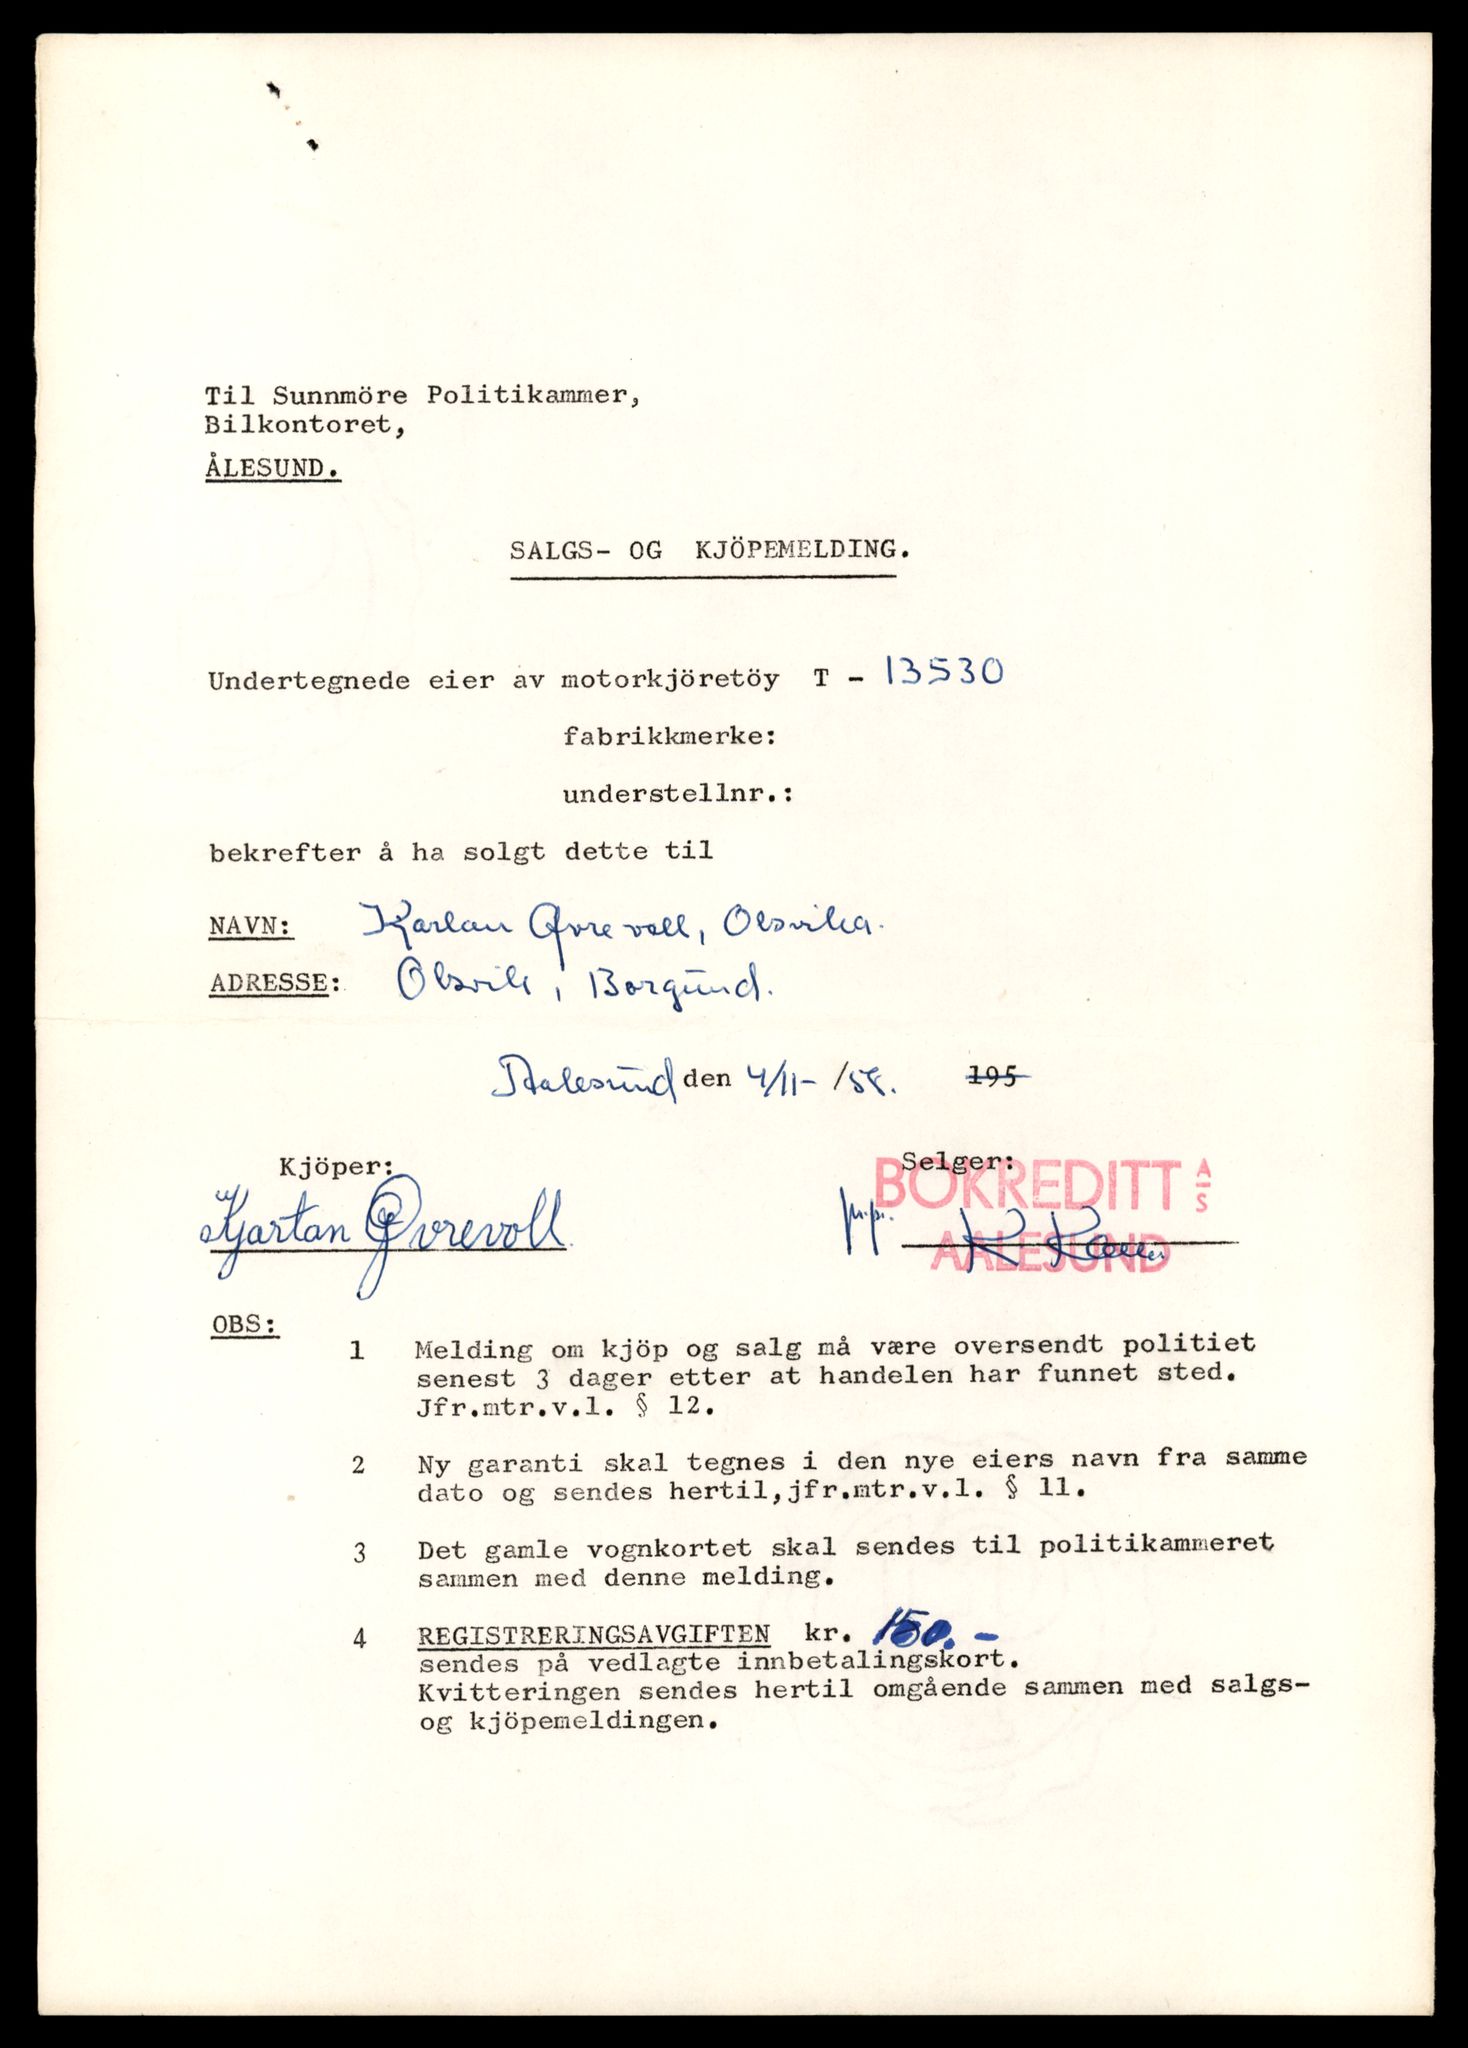 Til Sunnmöre Politikammer,
Bilkontoret,
ÅLESUND.
SALGS- OG KJÖPEMELDING.
Undertegnede eier av motorkjöretöy T - 13530
fabrikkmerke:
understellnr.:
bekrefter å ha solgt dette til
NAVN: Kartan Øvrevoll, Olsvika.
ADRESSE: Olsvik, Borgund.
Aalesund den 4/11- /58. 195
Kjöper: Selger:
BOKREDITT A/S
Kjartan Øvrevoll p.p. K
AALESUND
OBS:
1 Melding om kjöp og salg må være oversendt politiet
senest 3 dager etter at handelen har funnet sted.
Jfr.mtr.v.l. § 12.
2 Ny garanti skal tegnes i den nye eiers navn fra samme
dato og sendes hertil,jfr.mtr.v.l. § 11.
3 Det gamle vognkortet skal sendes til politikammeret
sammen med denne melding.
4 REGISTRERINGSAVGIFTEN kr. 150.-
sendes på vedlagte innbetalingskort.
Kvitteringen sendes hertil omgående sammen med salgs-
og kjöpemeldingen.